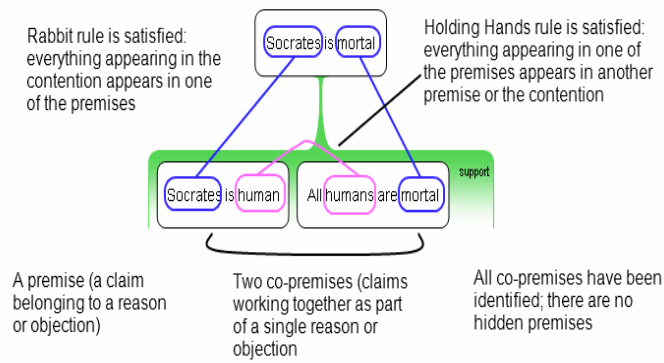 Rabbit rule is satisfied:
everything appearing in the
contention appears in one
of the premises
Socrates is mortal
Holding Hands rule is satisfied:
everything appearing in one of
the premises appears in another
premise or the contention
support
Socrates is human
All humans are mortal
A premise (a claim
belonging to a reason
or objection)
Two co-premises (claims
working together as part
of a single reason or
objection
All co-premises have been
identified; there are no
hidden premises